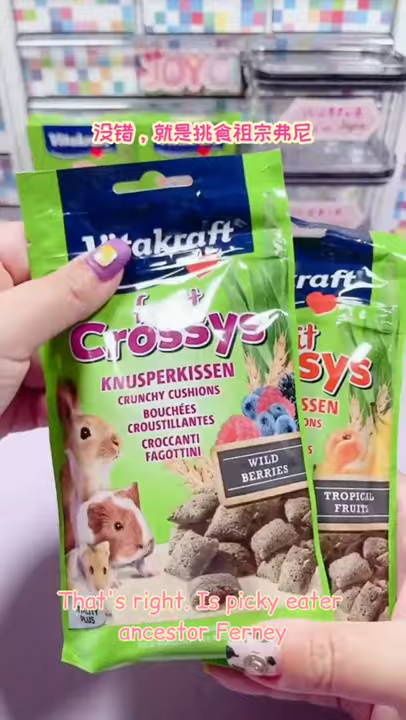 没错，就是挑食祖宗弗尼
Vitakraft
fruit
Crossys
KNUSPERKISSEN
CRUNCHY CUSHIONS
BOUCHÉES
CROUSTILLANTES
CROCCANTI
FAGOTTINI
WILD
BERRIES
TROPICAL
FRUITS
That"s right. Is picky eater
ancestor Ferney